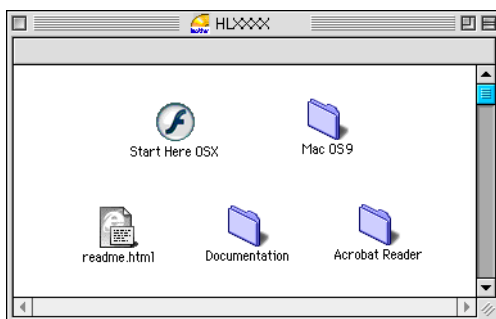 HLXXXX
Start Here OSX
Mac OS9
readme.html
Documentation
Acrobat Reader